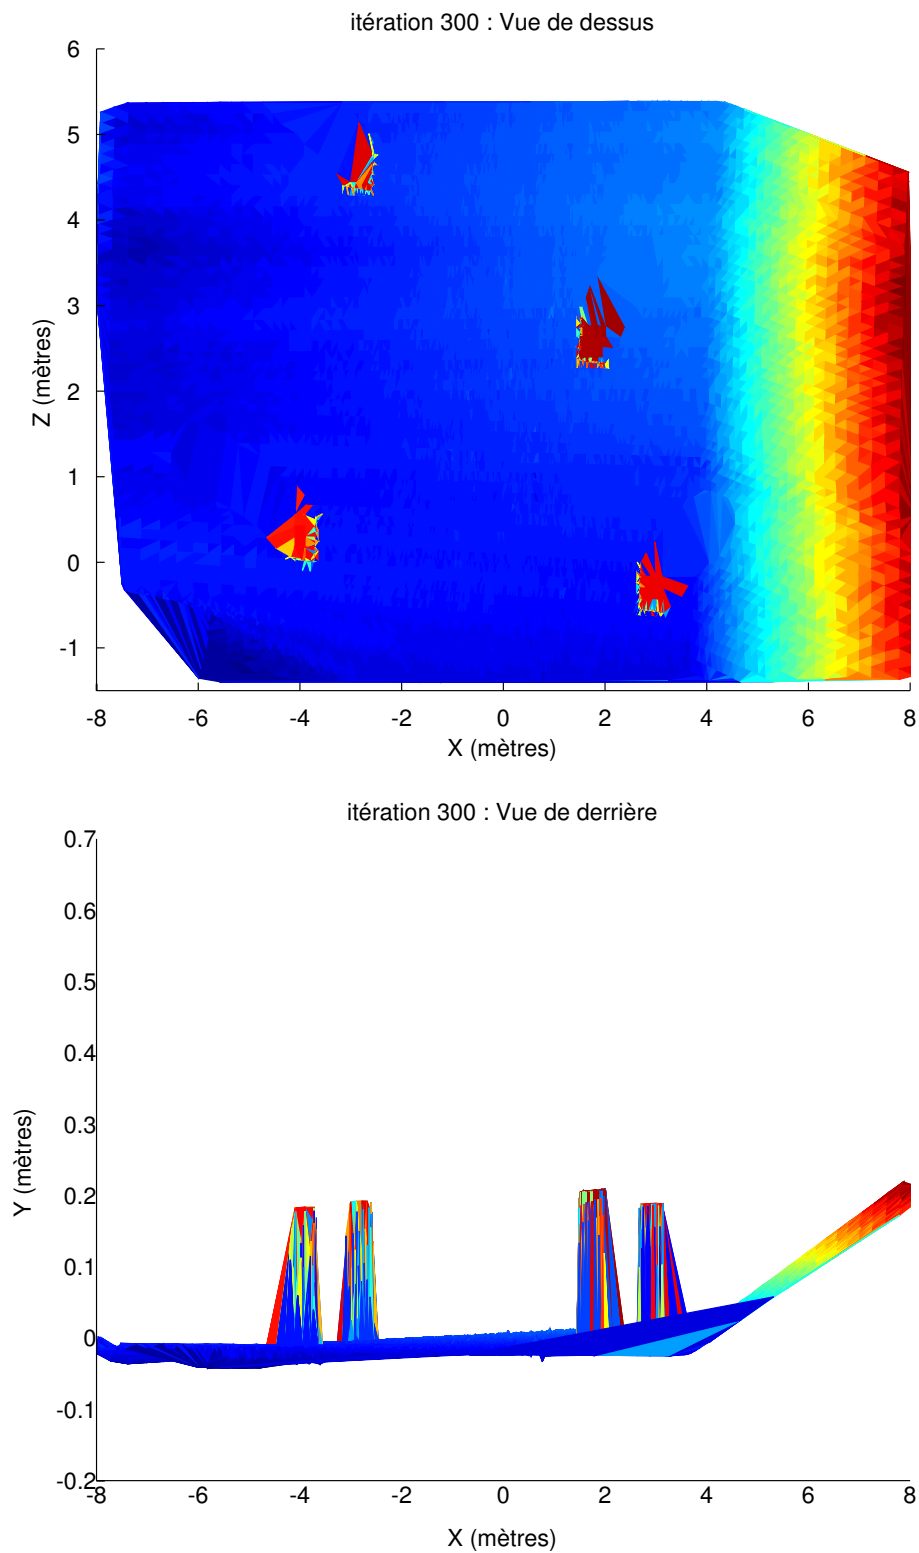 itération 300 : Vue de dessus
6
5
4
3
2
1
0
-1
Z (mètres)
-8 -6 -4 -2 0 2 4 6 8
X (mètres)
itération 300 : Vue de derrière
0.7
0.6
0.5
0.4
0.3
0.2
0.1
0
-0.1
-0.2
Y (mètres)
-8 -6 -4 -2 0 2 4 6 8
X (mètres)